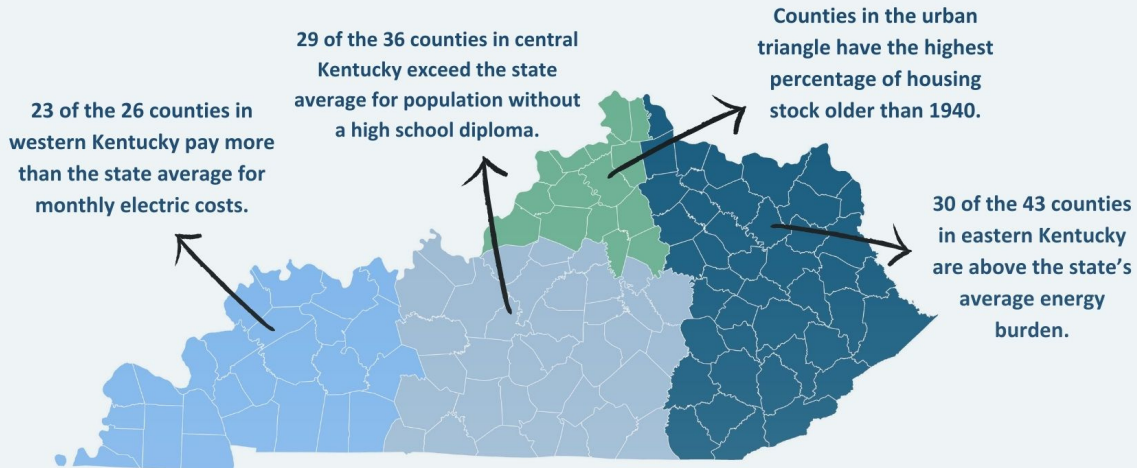 23 of the 26 counties in
western Kentucky pay more
than the state average for
monthly electric costs.
29 of the 36 counties in central
Kentucky exceed the state
average for population without
a high school diploma.
Counties in the urban
triangle have the highest
percentage of housing
stock older than 1940.
30 of the 43 counties
in eastern Kentucky
are above the state's
average energy
burden.